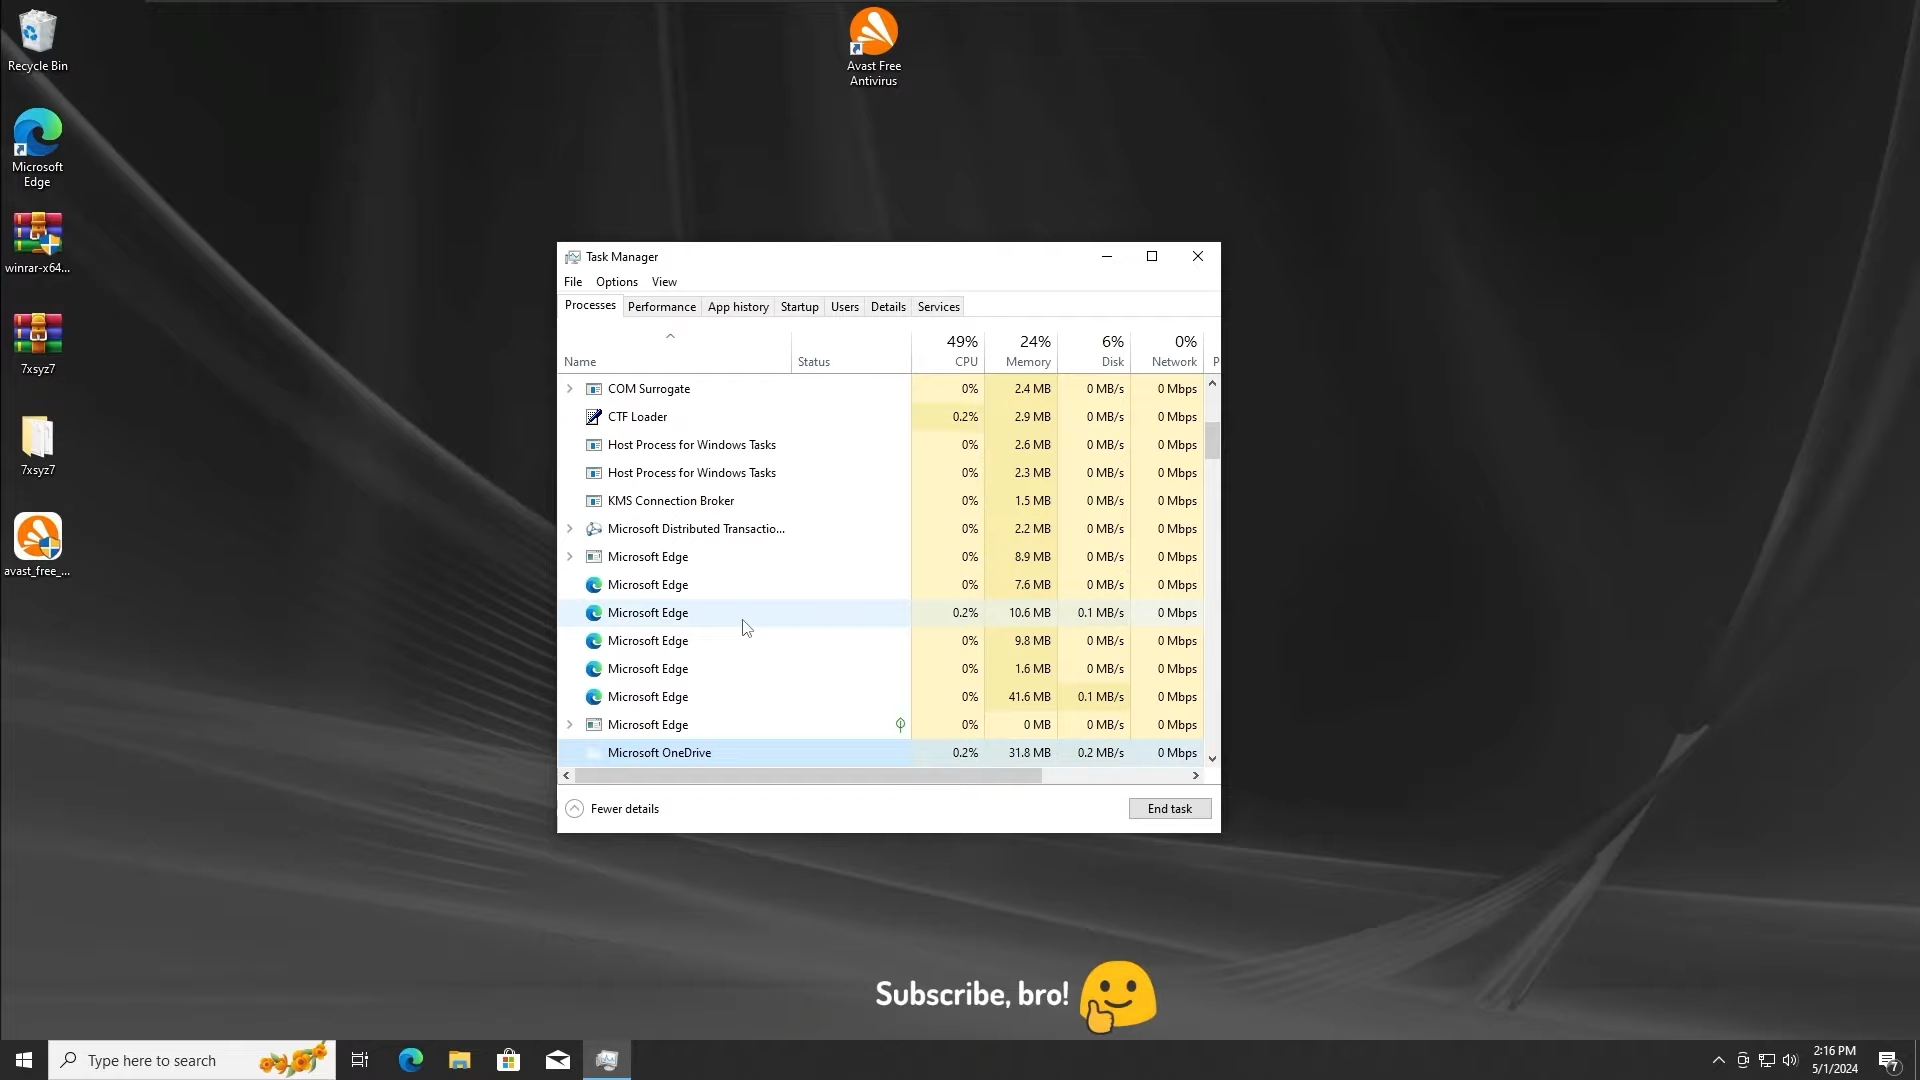 Recycle Bin
Microsoft
Edge
winrar-x64...
7xsyz7
7xsyz7
avast_free_...
Avast Free
Antivirus
Task Manager
File Options View
Processes Performance App history Startup Users Details Services
49% 24% 6% 0%
Name Status CPU Memory Disk Network P
COM Surrogate 0% 2.4 MB 0 MB/s 0 Mbps
CTF Loader 0.2% 2.9 MB 0 MB/s 0 Mbps
Host Process for Windows Tasks 0% 2.6 MB 0 MB/s 0 Mbps
Host Process for Windows Tasks 0% 2.3 MB 0 MB/s 0 Mbps
KMS Connection Broker 0% 1.5 MB 0 MB/s 0 Mbps
Microsoft Distributed Transactio... 0% 2.2 MB 0 MB/s 0 Mbps
Microsoft Edge 0% 8.9 MB 0 MB/s 0 Mbps
Microsoft Edge 0% 7.6 MB 0 MB/s 0 Mbps
Microsoft Edge 0.2% 10.6 MB 0.1 MB/s 0 Mbps
Microsoft Edge 0% 9.8 MB 0 MB/s 0 Mbps
Microsoft Edge 0% 1.6 MB 0 MB/s 0 Mbps
Microsoft Edge 0% 41.6 MB 0.1 MB/s 0 Mbps
Microsoft Edge 0% 0 MB 0 MB/s 0 Mbps
Microsoft OneDrive 0.2% 31.8 MB 0.2 MB/s 0 Mbps
Fewer details End task
Subscribe, bro!
Type here to search
2:16 PM
5/1/2024
7